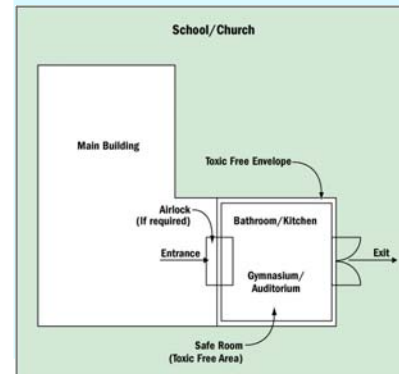 School/Church
Main Building
Toxic Free Envelope
Airlock
(If required)
Bathroom/Kitchen
Entrance
Exit
Gymnasium/
Auditorium
Safe Room
(Toxic Free Area)